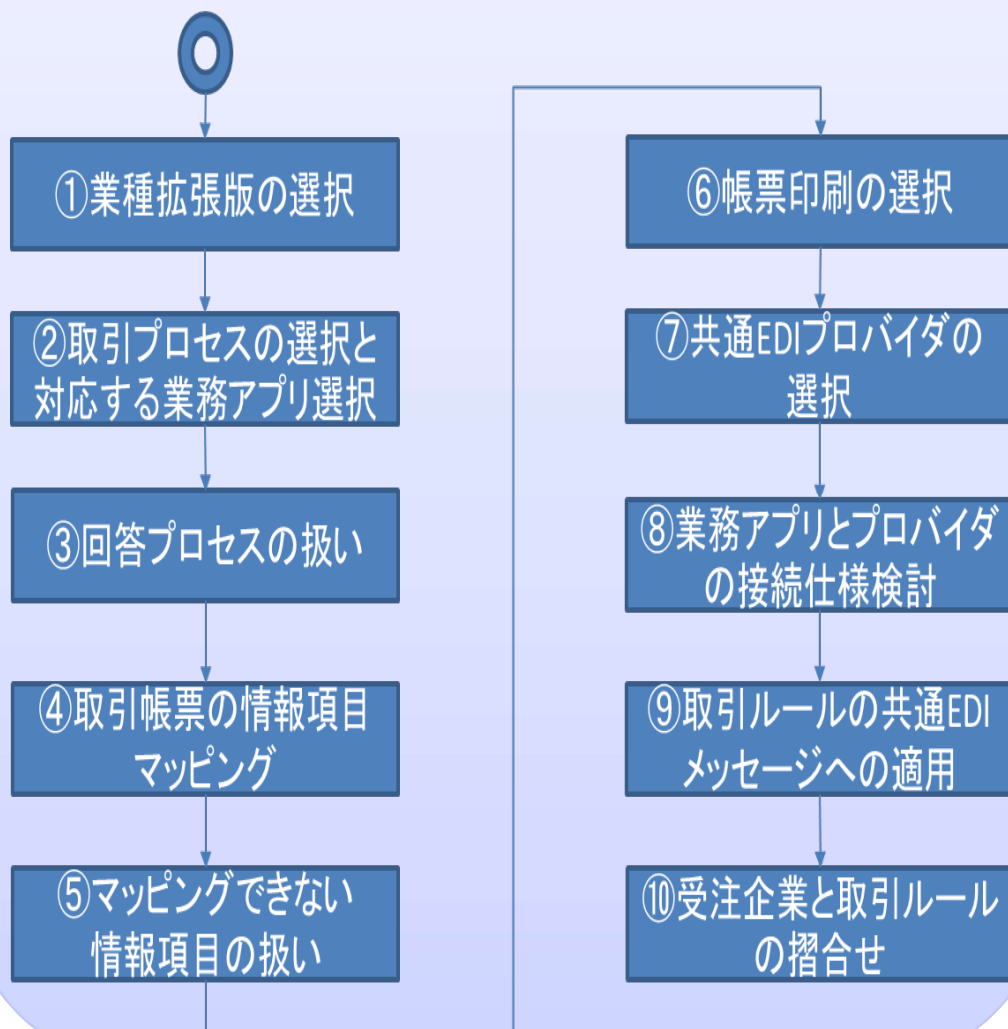 ①業種拡張版の選択
②取引プロセスの選択と
対応する業務アプリ選択
③回答プロセスの扱い
④取引帳票の情報項目
マッピング
⑤マッピングできない
情報項目の扱い
⑥帳票印刷の選択
⑦共通EDIプロバイダの
選択
⑧業務アプリとプロバイダ
の接続仕様検討
⑨取引ルールの共通EDI
メッセージへの適用
⑩受注企業と取引ルール
の摺合せ